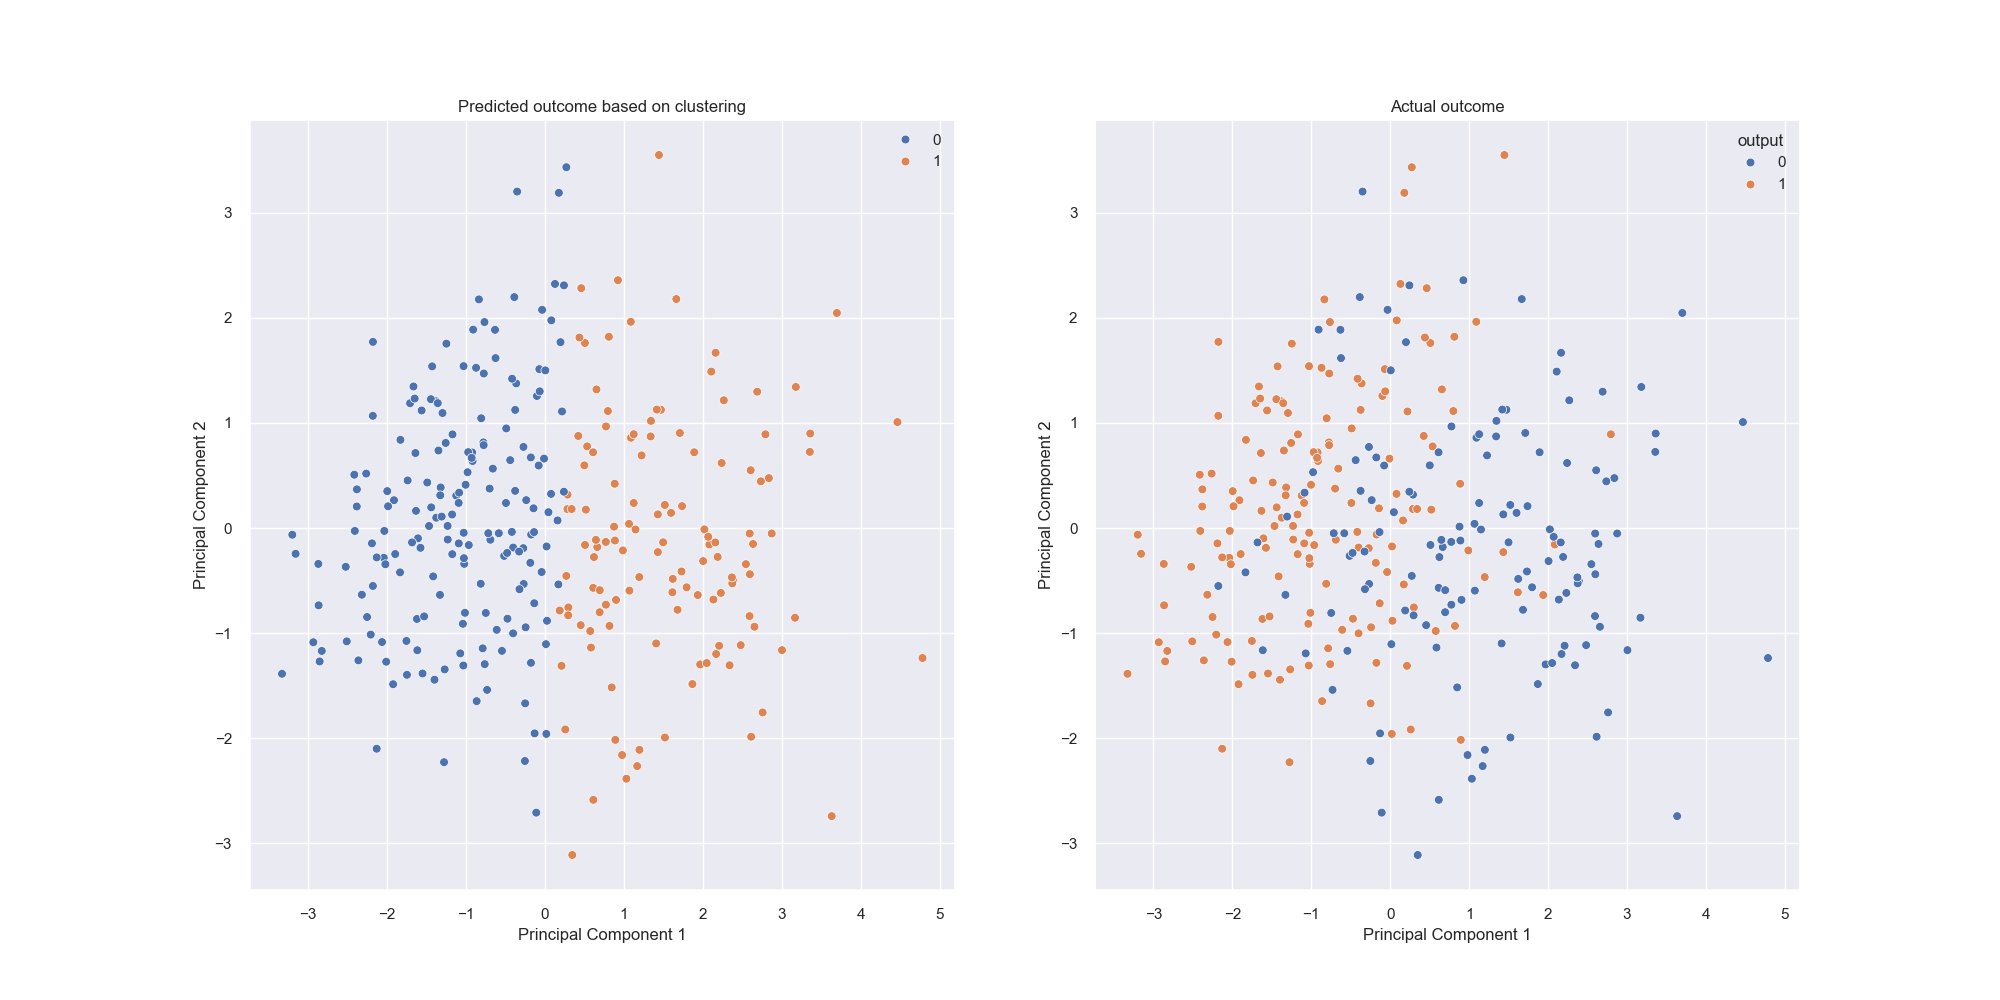 Predicted outcome based on clustering
0
1
3
2
1
0
−1
−2
−3
Principal Component 2
−3 −2 −1 0 1 2 3 4 5
Principal Component 1
Actual outcome
output
0
1
3
2
1
0
−1
−2
−3
Principal Component 2
−3 −2 −1 0 1 2 3 4 5
Principal Component 1